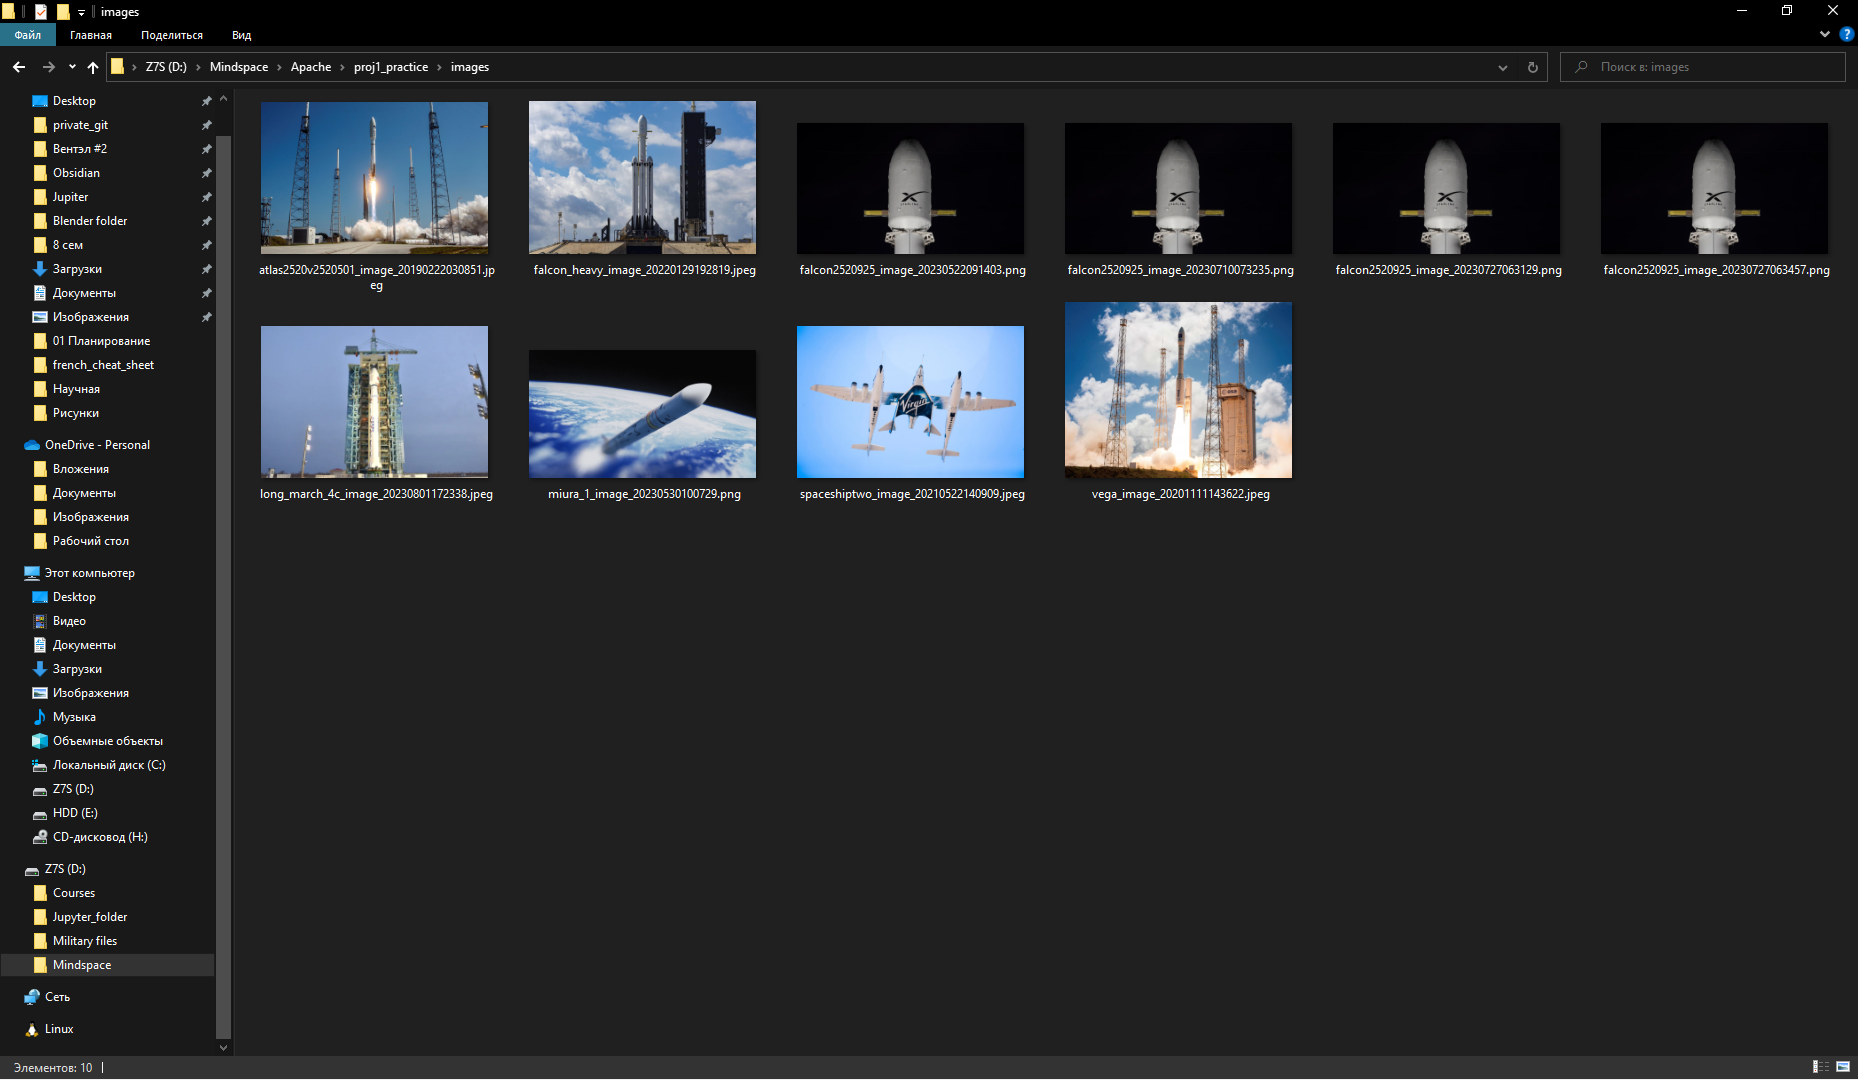 images
Файл
Главная
Поделиться
Вид
Z7S (D:)
Mindspace
Apache
proj1_practice
images
Поиск в: images
Desktop
private_git
Вентэл #2
Obsidian
Jupiter
Blender folder
8 сем
Загрузки
Документы
Изображения
01 Планирование
french_cheat_sheet
Научная
Рисунки
OneDrive - Personal
Вложения
Документы
Изображения
Рабочий стол
Этот компьютер
Desktop
Видео
Документы
Загрузки
Изображения
Музыка
Объемные объекты
Локальный диск (C:)
Z7S (D:)
HDD (E:)
CD-дисковод (H:)
Z7S (D:)
Courses
Jupyter_folder
Military files
Mindspace
Сеть
Linux
atlas2520v2520501_image_20190222030851.jp
eg
falcon_heavy_image_20220129192819.jpeg
falcon2520925_image_20230522091403.png
falcon2520925_image_20230710073235.png
falcon2520925_image_20230727063129.png
falcon2520925_image_20230727063457.png
Virgin
long_march_4c_image_20230801172338.jpeg
miura_1_image_20230530100729.png
spaceshiptwo_image_20210522140909.jpeg
vega_image_20201111143622.jpeg
Элементов: 10